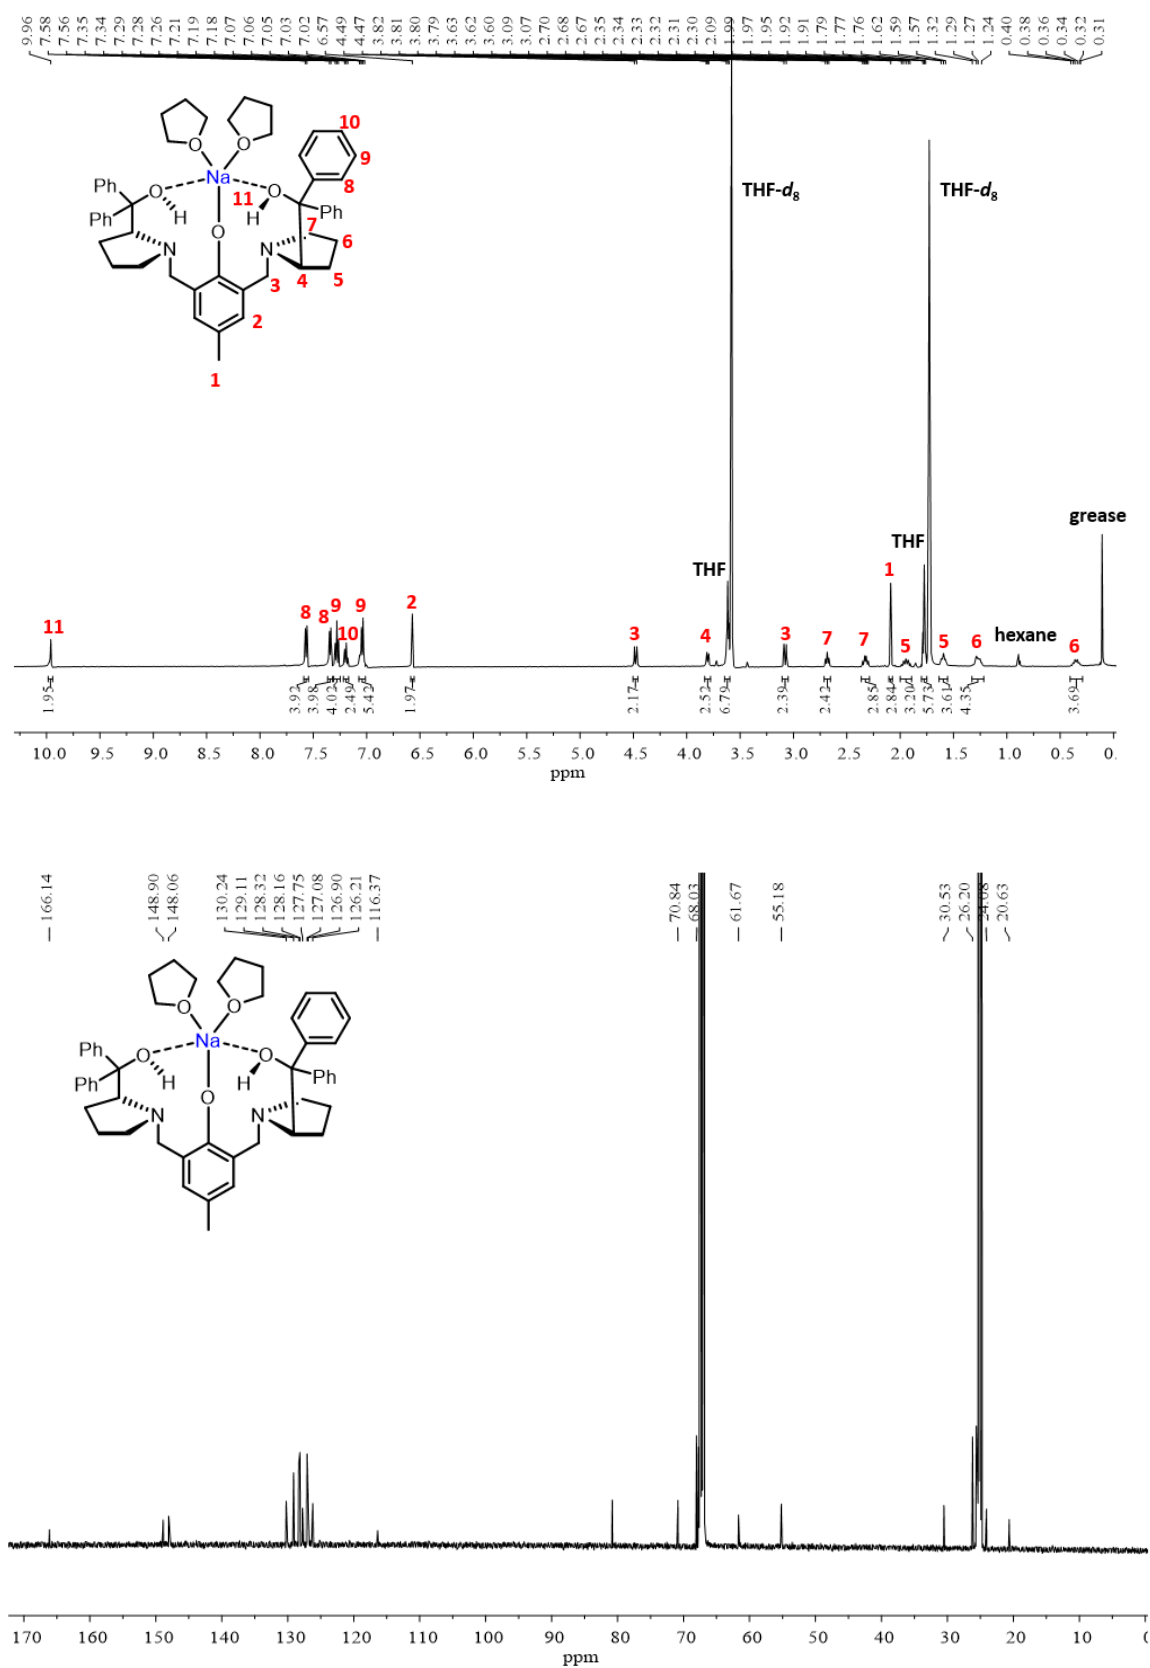 9.96 7.58 7.56 7.35 7.34 7.29 7.28 7.26 7.21 7.19 7.18 7.07 7.06 7.05 7.03 7.02 6.57 4.49 4.47 3.82 3.81 3.80 3.79 3.63 3.62 3.60 3.09 3.07 2.70 2.68 2.67 2.35 2.34 2.33 2.32 2.31 2.30 2.09 1.99 1.97 1.95 1.92 1.91 1.79 1.77 1.76 1.62 1.59 1.57 1.32 1.29 1.27 1.24 0.40 0.38 0.36 0.34 0.32 0.31
O O
10
9
8
Na
Ph O 11 O
Ph H H Ph
7
O
N N 6
3 4 5
2
1
THF-d8 THF-d8
grease
THF THF
11 8 8 9 10 9 2 3 4 3 7 7 1 5 5 6 hexane 6
1.95 3.92 3.98 4.02 2.49 5.42 1.97 2.17 2.52 6.79 2.39 2.42 2.85 2.84 3.20 5.73 3.61 4.35 3.69
10.0 9.5 9.0 8.5 8.0 7.5 7.0 6.5 6.0 5.5 5.0 4.5 4.0 3.5 3.0 2.5 2.0 1.5 1.0 0.5 0.
ppm
166.14 148.90 148.06 130.24 129.11 128.32 128.16 127.75 127.08 126.90 126.21 116.37 70.84 68.03 61.67 55.18 30.53 26.20 24.08 20.63
O O
Na
Ph O O
Ph H H Ph
O
N N
170 160 150 140 130 120 110 100 90 80 70 60 50 40 30 20 10 0
ppm